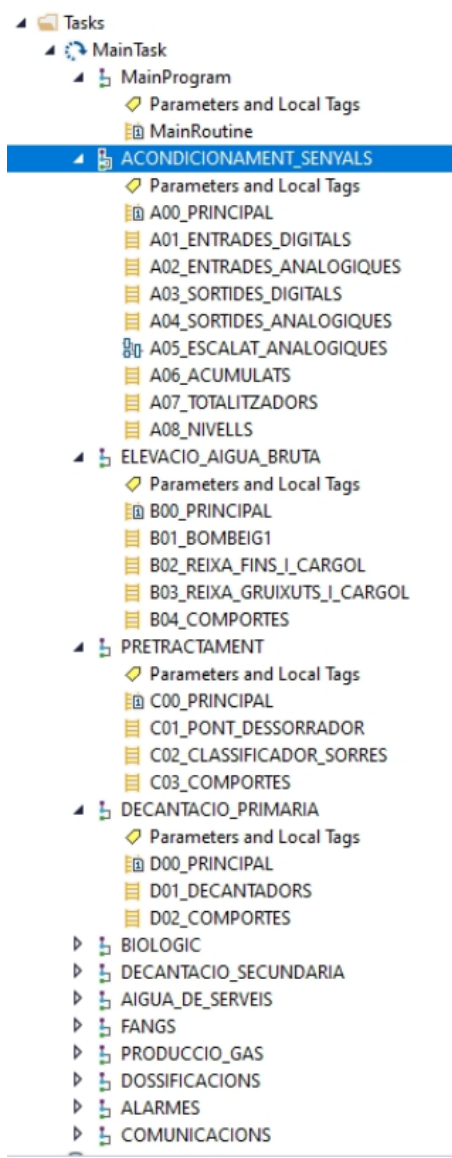 Tasks
MainTask
MainProgram
Parameters and Local Tags
MainRoutine
ACONDICIONAMENT_SENYALS
Parameters and Local Tags
A00_PRINCIPAL
A01_ENTRADES_DIGITALS
A02_ENTRADES_ANALOGIQUES
A03_SORTIDES_DIGITALS
A04_SORTIDES_ANALOGIQUES
A05_ESCALAT_ANALOGIQUES
A06_ACUMULATS
A07_TOTALITZADORS
A08_NIVELLS
ELEVACIO_AIGUA_BRUTA
Parameters and Local Tags
B00_PRINCIPAL
B01_BOMBEIG1
B02_REIXA_FINS_I_CARGOL
B03_REIXA_GRUIXUTS_I_CARGOL
B04_COMPORTES
PRETRACTAMENT
Parameters and Local Tags
C00_PRINCIPAL
C01_PONT_DESSORRADOR
C02_CLASSIFICADOR_SORRES
C03_COMPORTES
DECANTACIO_PRIMARIA
Parameters and Local Tags
D00_PRINCIPAL
D01_DECANTADORS
D02_COMPORTES
BIOLOGIC
DECANTACIO_SECUNDARIA
AIGUA_DE_SERVEIS
FANGS
PRODUCCIO_GAS
DOSSIFICACIONS
ALARMES
COMUNICACIONS